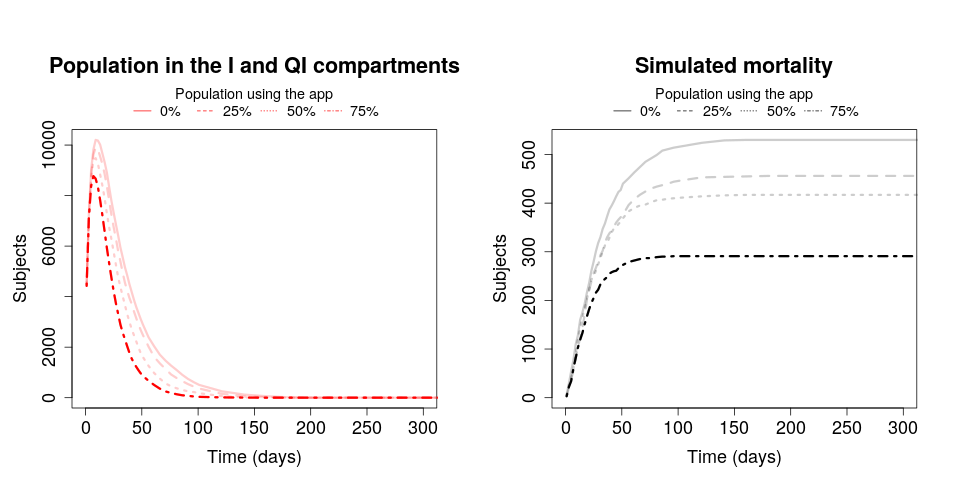 Population in the I and QI compartments
Population using the app
0% 25% 50% 75%
Subjects
10000
6000
2000
0
0 50 100 150 200 250 300
Time (days)
Simulated mortality
Population using the app
0% 25% 50% 75%
Subjects
500
400
300
200
100
0
0 50 100 150 200 250 300
Time (days)